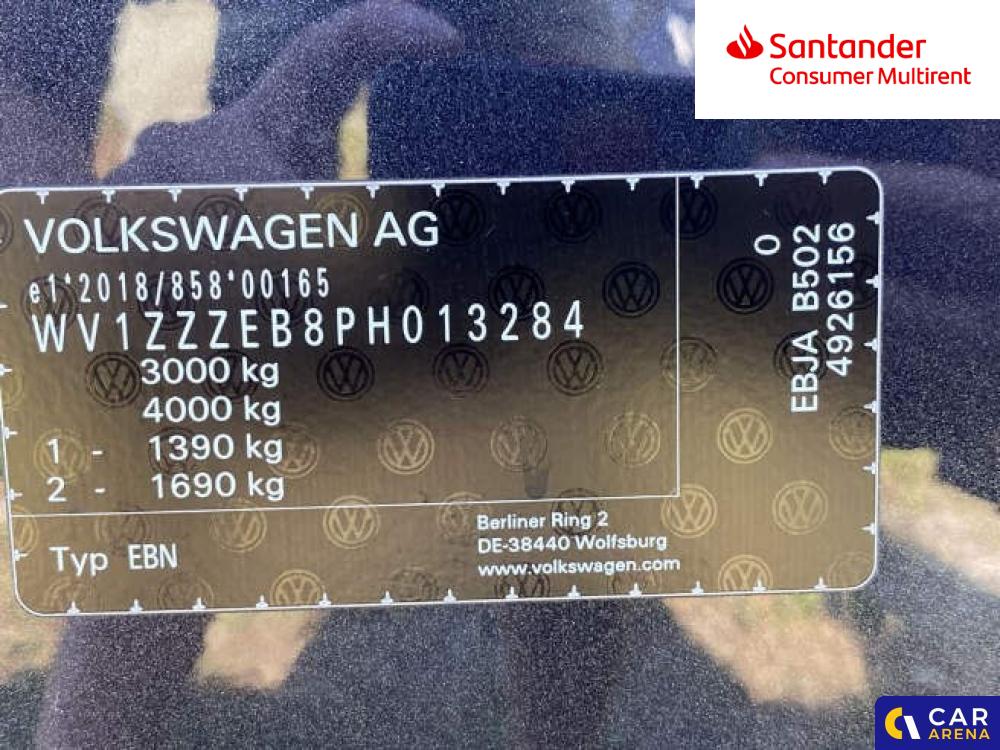 Santander
Consumer Multirent
VOLKSWAGEN AG
e1*2018/858*00165
WV1ZZZEB8PH013284
3000 kg
4000 kg
1 - 1390 kg
2 - 1690 kg
Typ EBN
Berliner Ring 2
DE-38440 Wolfsburg
www.volkswagen.com
0
EBJA B502
4926156
CAR
ARENA